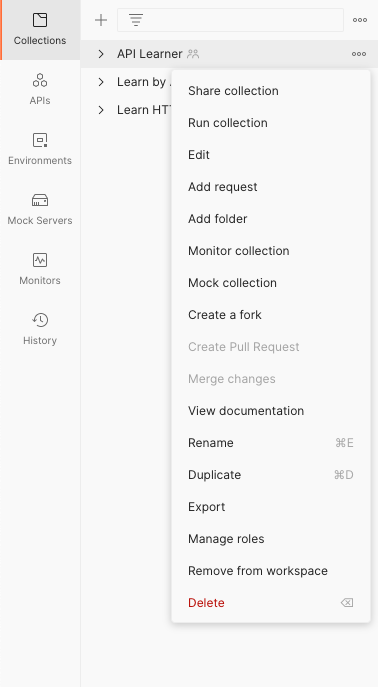 Collections
APIs
Environments
Mock Servers
Monitors
History
API Learner
Learn by
Learn HT
Share collection
Run collection
Edit
Add request
Add folder
Monitor collection
Mock collection
Create a fork
Create Pull Request
Merge changes
View documentation
Rename ⌘E
Duplicate ⌘D
Export
Manage roles
Remove from workspace
Delete ⌫